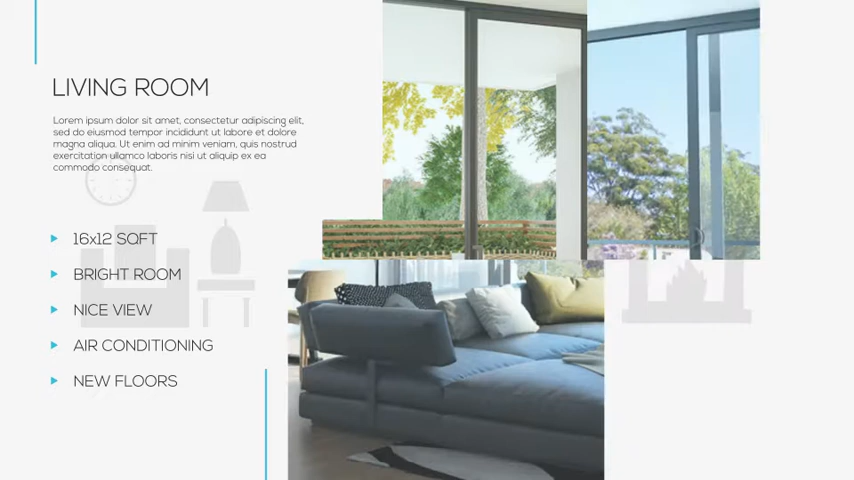 LIVING ROOM
Lorem ipsum dolor sit amet, consectetur adipiscing elit,
sed do eiusmod tempor incididunt ut labore et dolore
magna aliqua. Ut enim ad minim veniam, quis nostrud
exercitation ullamco laboris nisi ut aliquip ex ea
commodo consequat.
16x12 SQFT
BRIGHT ROOM
NICE VIEW
AIR CONDITIONING
NEW FLOORS